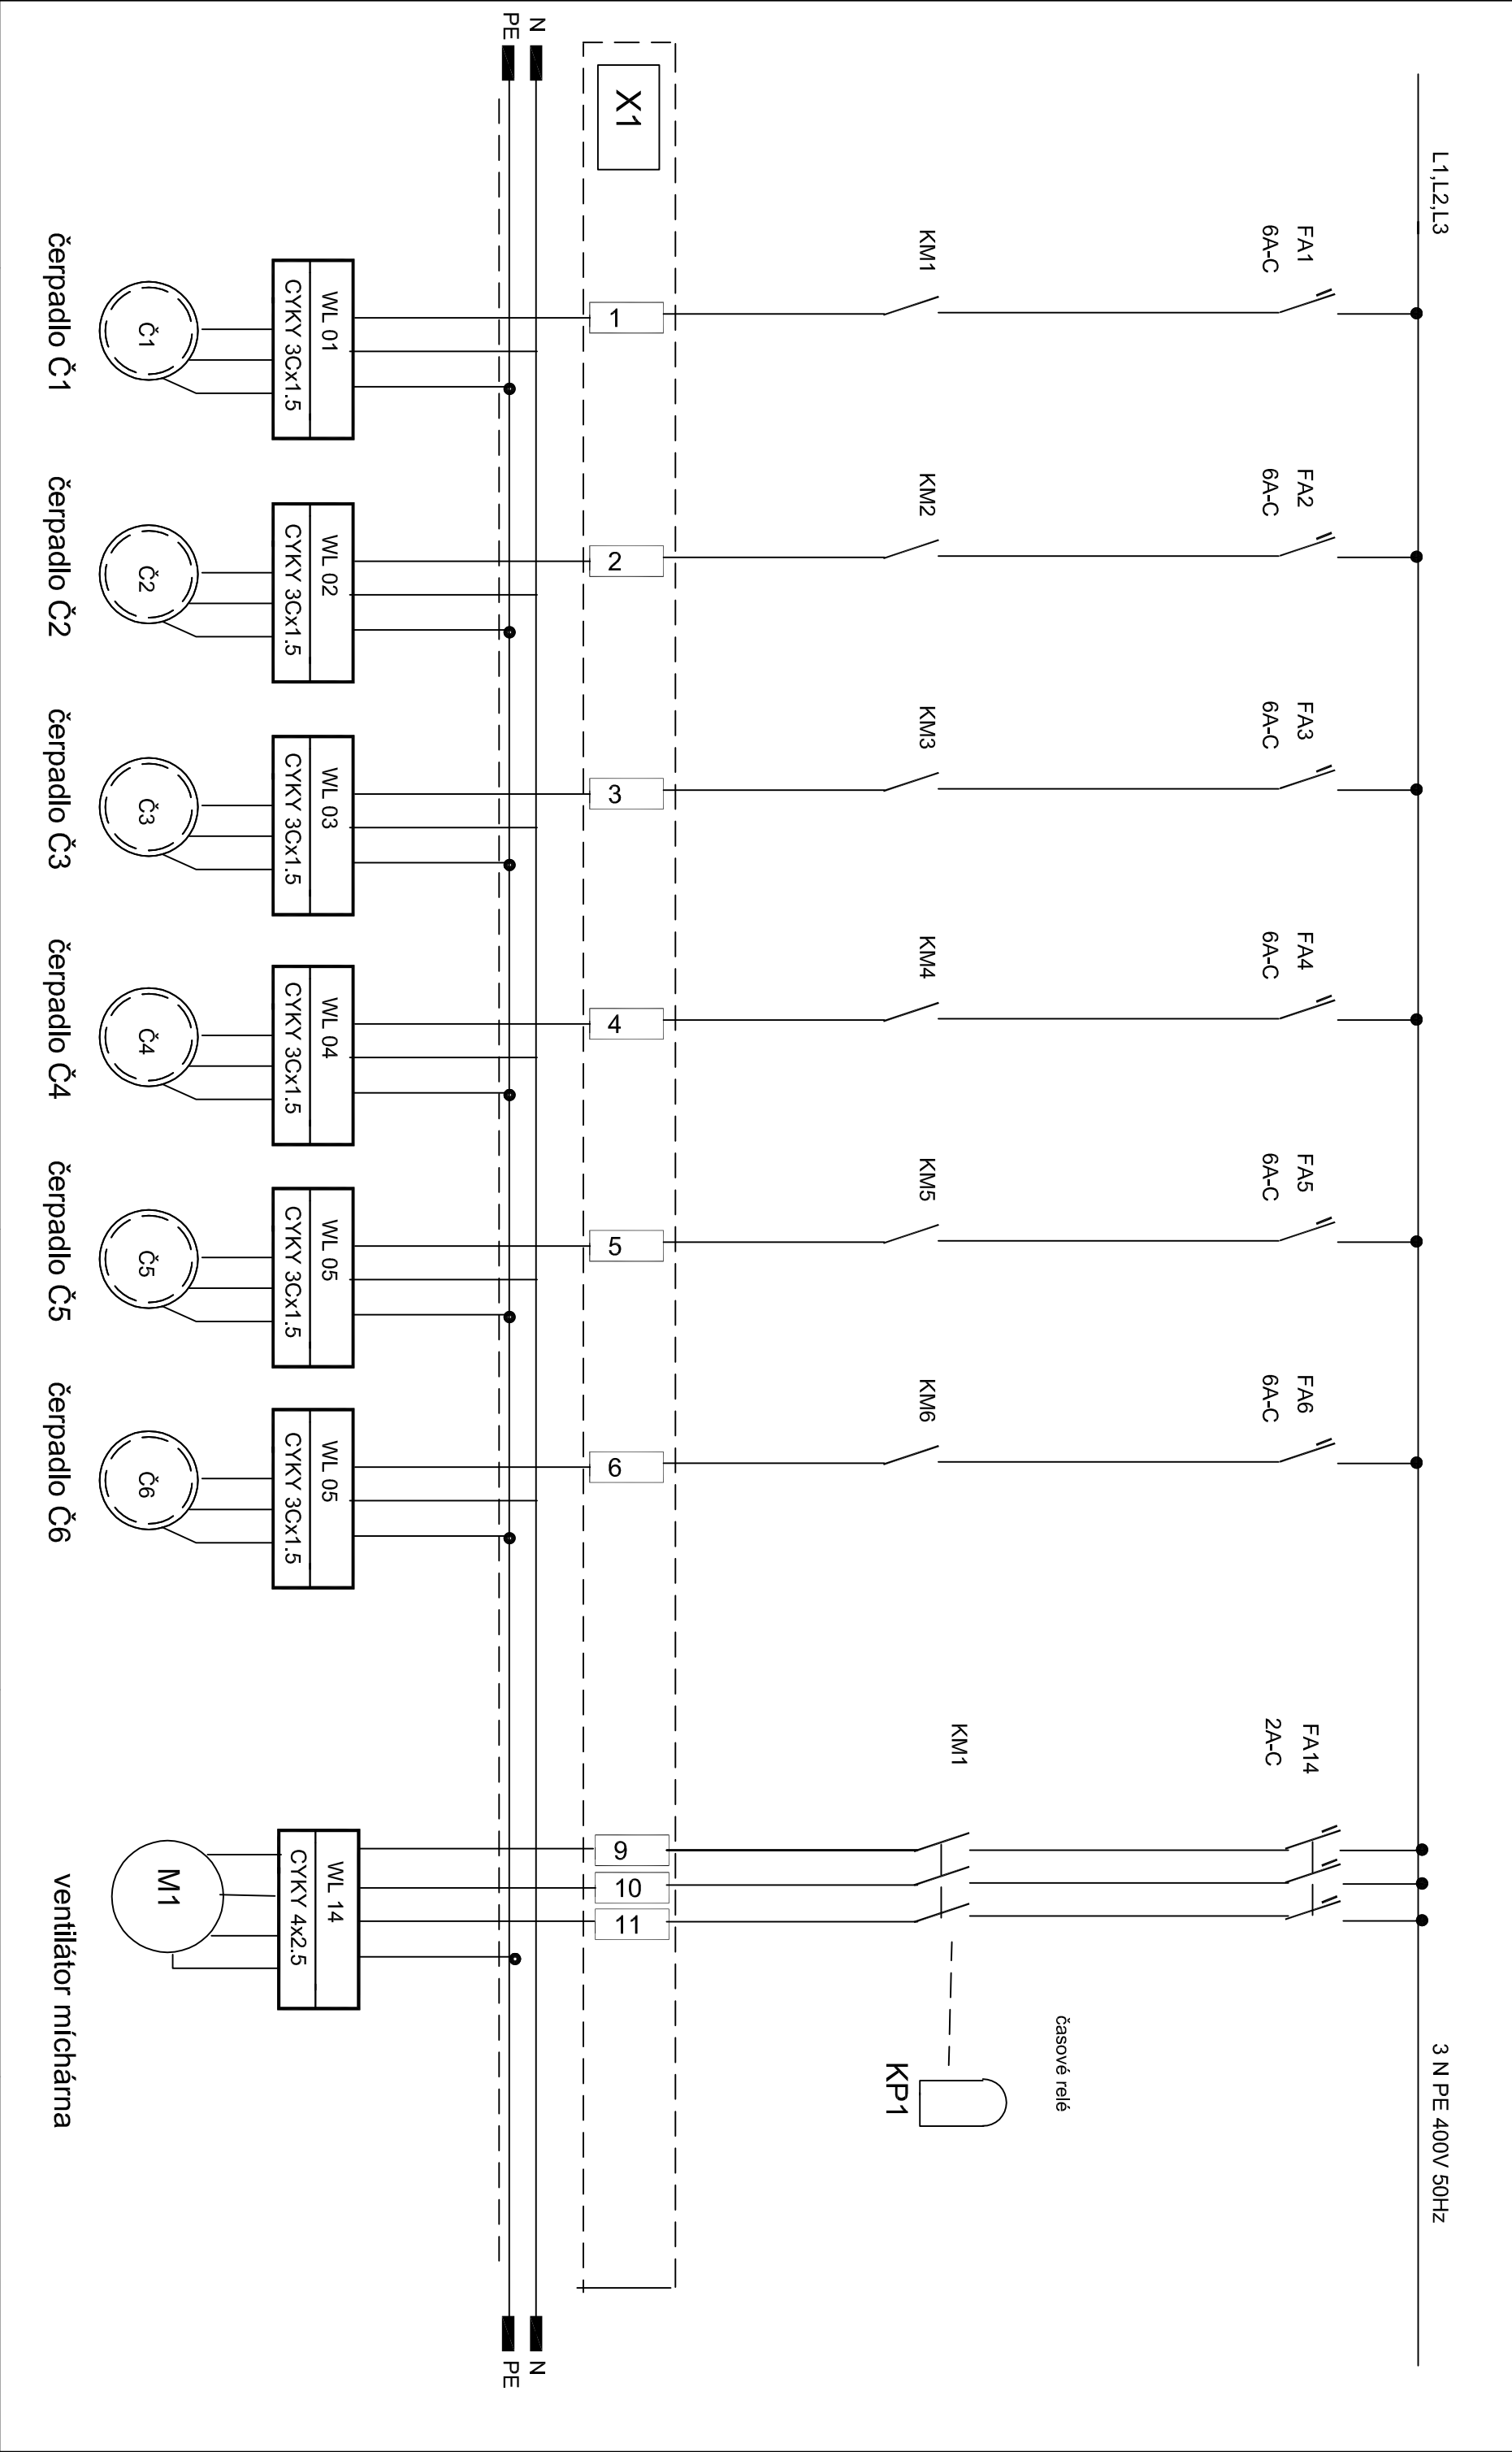 L1,L2,L3
3 N PE 400V 50Hz
FA1
6A-C
FA2
6A-C
FA3
6A-C
FA4
6A-C
FA5
6A-C
FA6
6A-C
FA14
2A-C
časové relé
KM1
KM2
KM3
KM4
KM5
KM6
KM1
KP1
X1
1
2
3
4
5
6
9
10
11
N
N
PE
PE
WL 01
CYKY 3Cx1.5
WL 02
CYKY 3Cx1.5
WL 03
CYKY 3Cx1.5
WL 04
CYKY 3Cx1.5
WL 05
CYKY 3Cx1.5
WL 05
CYKY 3Cx1.5
WL 14
CYKY 4x2.5
Č1
Č2
Č3
Č4
Č5
Č6
M1
čerpadlo Č1
čerpadlo Č2
čerpadlo Č3
čerpadlo Č4
čerpadlo Č5
čerpadlo Č6
ventilátor míchárna